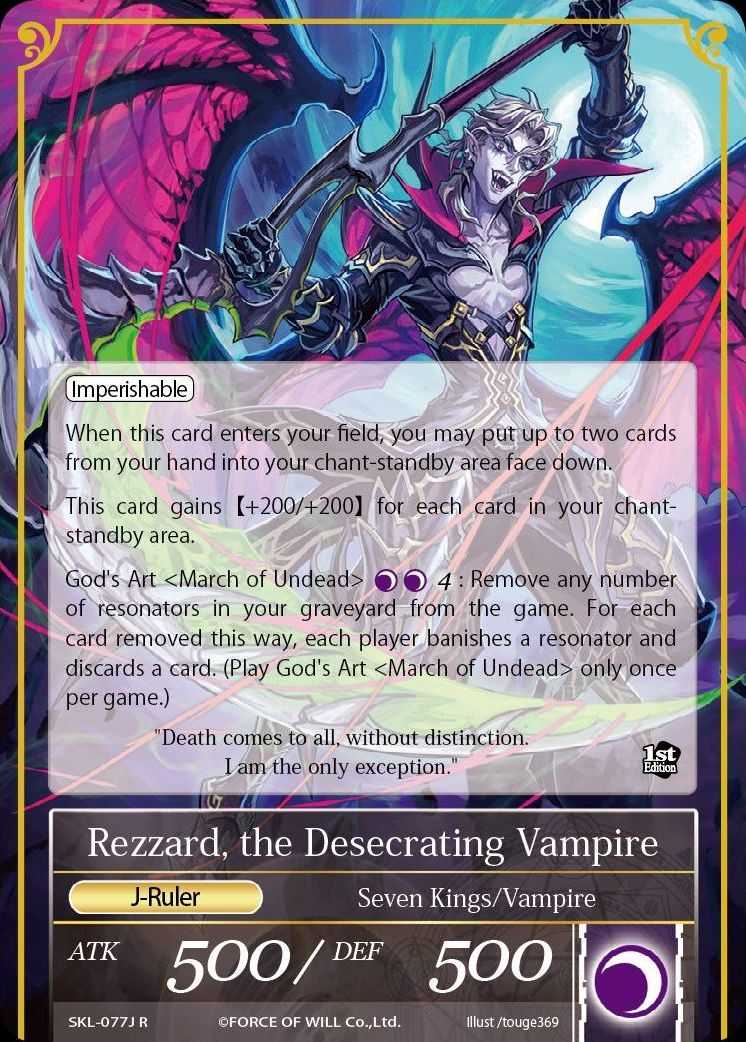 Imperishable
When this card enters your field, you may put up to two cards
from your hand into your chant-standby area face down.
This card gains 【+200/+200】 for each card in your chant-
standby area.
God's Art <March of Undead> 4 : Remove any number
of resonators in your graveyard from the game. For each
card removed this way, each player banishes a resonator and
discards a card. (Play God's Art <March of Undead> only once
per game.)
"Death comes to all, without distinction.
I am the only exception."
1st
Edition
Rezzard, the Desecrating Vampire
J-Ruler
Seven Kings/Vampire
ATK 500 / DEF 500
SKL-077J R ©FORCE OF WILL Co.,Ltd. Illust /touge369